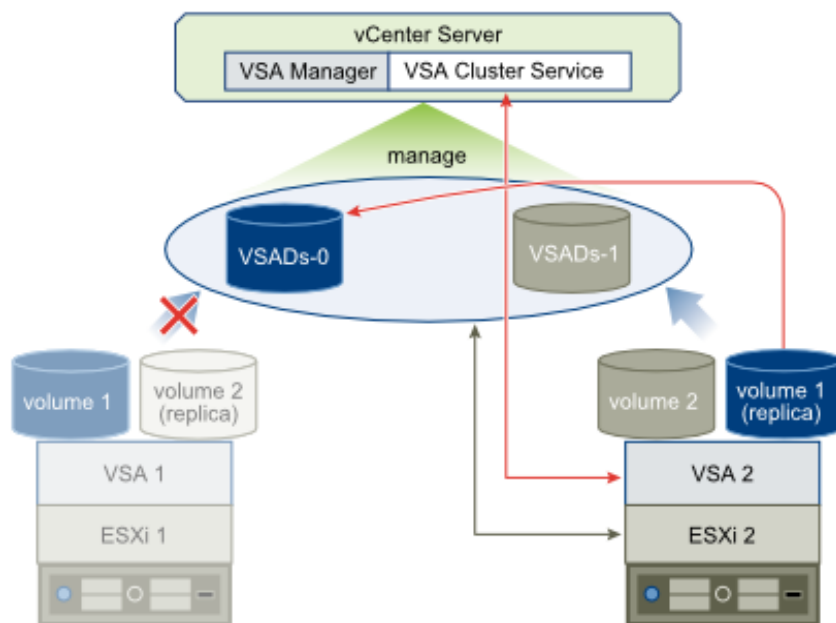 vCenter Server
VSA Manager
VSA Cluster Service
manage
VSADs-0
VSADs-1
volume 1
volume 2
(replica)
volume 2
volume 1
(replica)
VSA 1
VSA 2
ESXi 1
ESXi 2